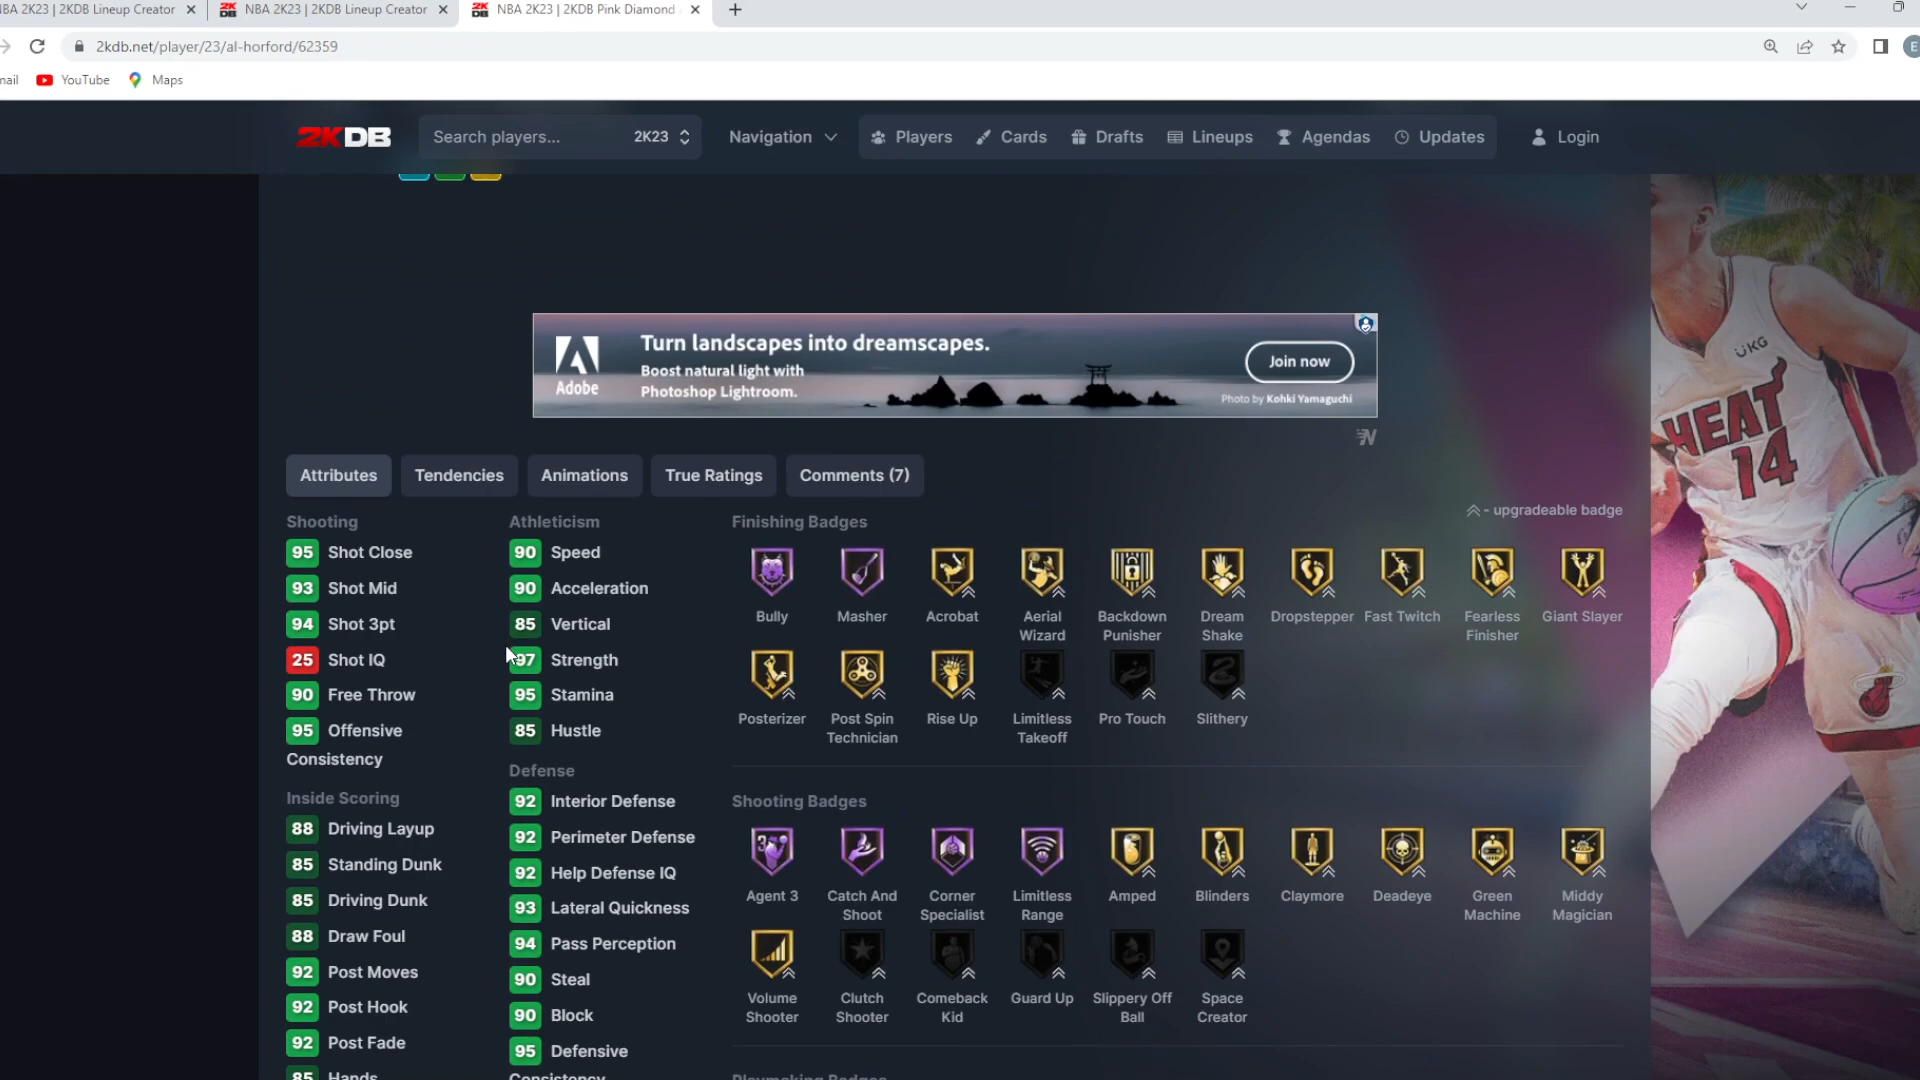 BA 2K23 | 2KDB Lineup Creator
NBA 2K23 | 2KDB Lineup Creator
NBA 2K23 | 2KDB Pink Diamond
2kdb.net/player/23/al-horford/62359
E
mail
YouTube
Maps
2KDB
Search players...
2K23
Navigation
Players
Cards
Drafts
Lineups
Agendas
Updates
Login
Adobe
Turn landscapes into dreamscapes.
Boost natural light with
Photoshop Lightroom.
Join now
Photo by Kohki Yamaguchi
Attributes
Tendencies
Animations
True Ratings
Comments (7)
- upgradeable badge
Shooting
95 Shot Close
93 Shot Mid
94 Shot 3pt
25 Shot IQ
90 Free Throw
95 Offensive
Consistency
Inside Scoring
88 Driving Layup
85 Standing Dunk
85 Driving Dunk
88 Draw Foul
92 Post Moves
92 Post Hook
92 Post Fade
85 Hands
Athleticism
90 Speed
90 Acceleration
85 Vertical
97 Strength
95 Stamina
85 Hustle
Defense
92 Interior Defense
92 Perimeter Defense
92 Help Defense IQ
93 Lateral Quickness
94 Pass Perception
90 Steal
90 Block
95 Defensive
Consistency
Finishing Badges
Bully
Masher
Acrobat
Aerial
Wizard
Backdown
Punisher
Dream
Shake
Dropstepper
Fast Twitch
Fearless
Finisher
Giant Slayer
Posterizer
Post Spin
Technician
Rise Up
Limitless
Takeoff
Pro Touch
Slithery
Shooting Badges
Agent 3
Catch And
Shoot
Corner
Specialist
Limitless
Range
Amped
Blinders
Claymore
Deadeye
Green
Machine
Middy
Magician
Volume
Shooter
Clutch
Shooter
Comeback
Kid
Guard Up
Slippery Off
Ball
Space
Creator
Playmaking Badges
UKG
HEAT
14